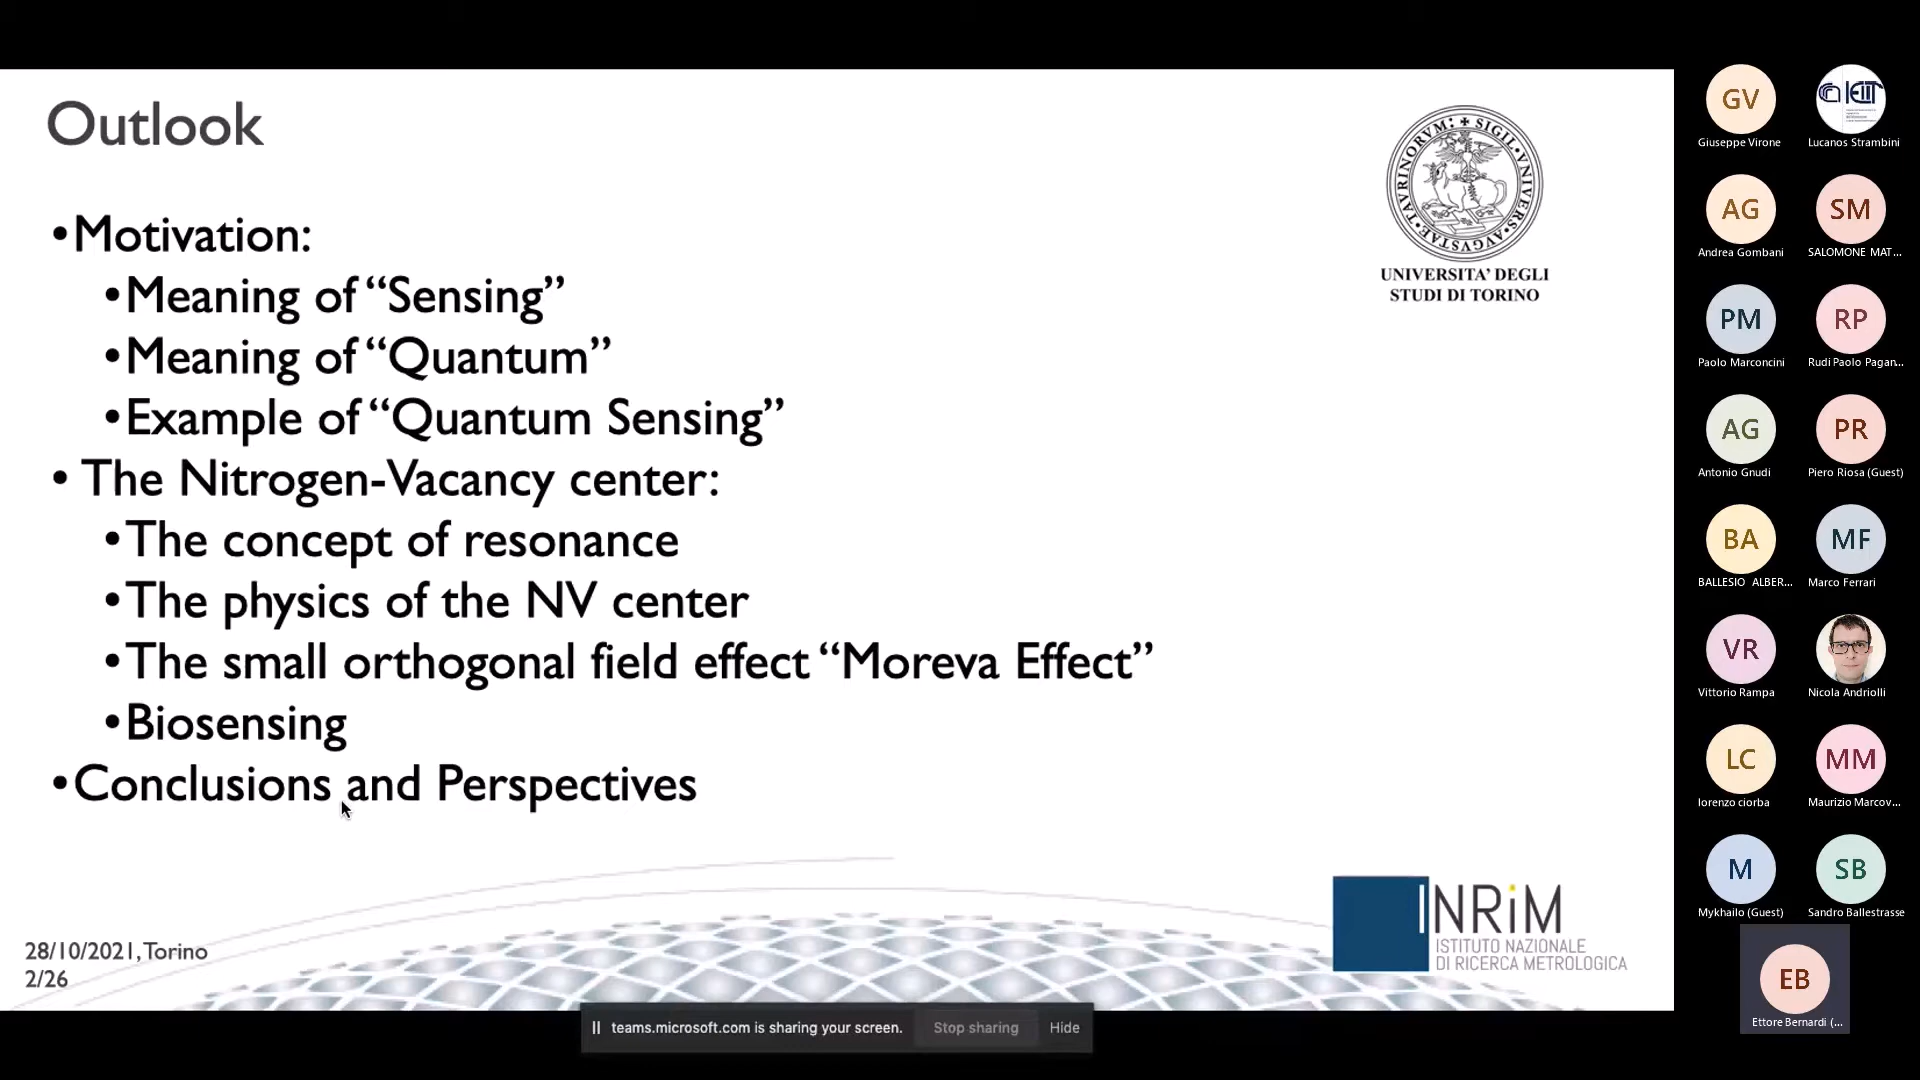 Outlook
•Motivation:
•Meaning of “Sensing”
•Meaning of “Quantum”
•Example of “Quantum Sensing”
• The Nitrogen-Vacancy center:
•The concept of resonance
•The physics of the NV center
•The small orthogonal field effect “Moreva Effect”
•Biosensing
•Conclusions and Perspectives
28/10/2021, Torino
2/26
UNIVERSITA’ DEGLI
STUDI DI TORINO
INRiM
ISTITUTO NAZIONALE
DI RICERCA METROLOGICA
teams.microsoft.com is sharing your screen.
Stop sharing
Hide
GV
Giuseppe Virone
Lucanos Strambini
AG
Andrea Gombani
SM
SALOMONE MAT...
PM
Paolo Marconcini
RP
Rudi Paolo Pagan...
AG
Antonio Gnudi
PR
Piero Riosa (Guest)
BA
BALLESIO ALBER...
MF
Marco Ferrari
VR
Vittorio Rampa
Nicola Andriolli
LC
lorenzo ciorba
MM
Maurizio Marcov...
M
Mykhailo (Guest)
SB
Sandro Ballestrasse
EB
Ettore Bernardi (...